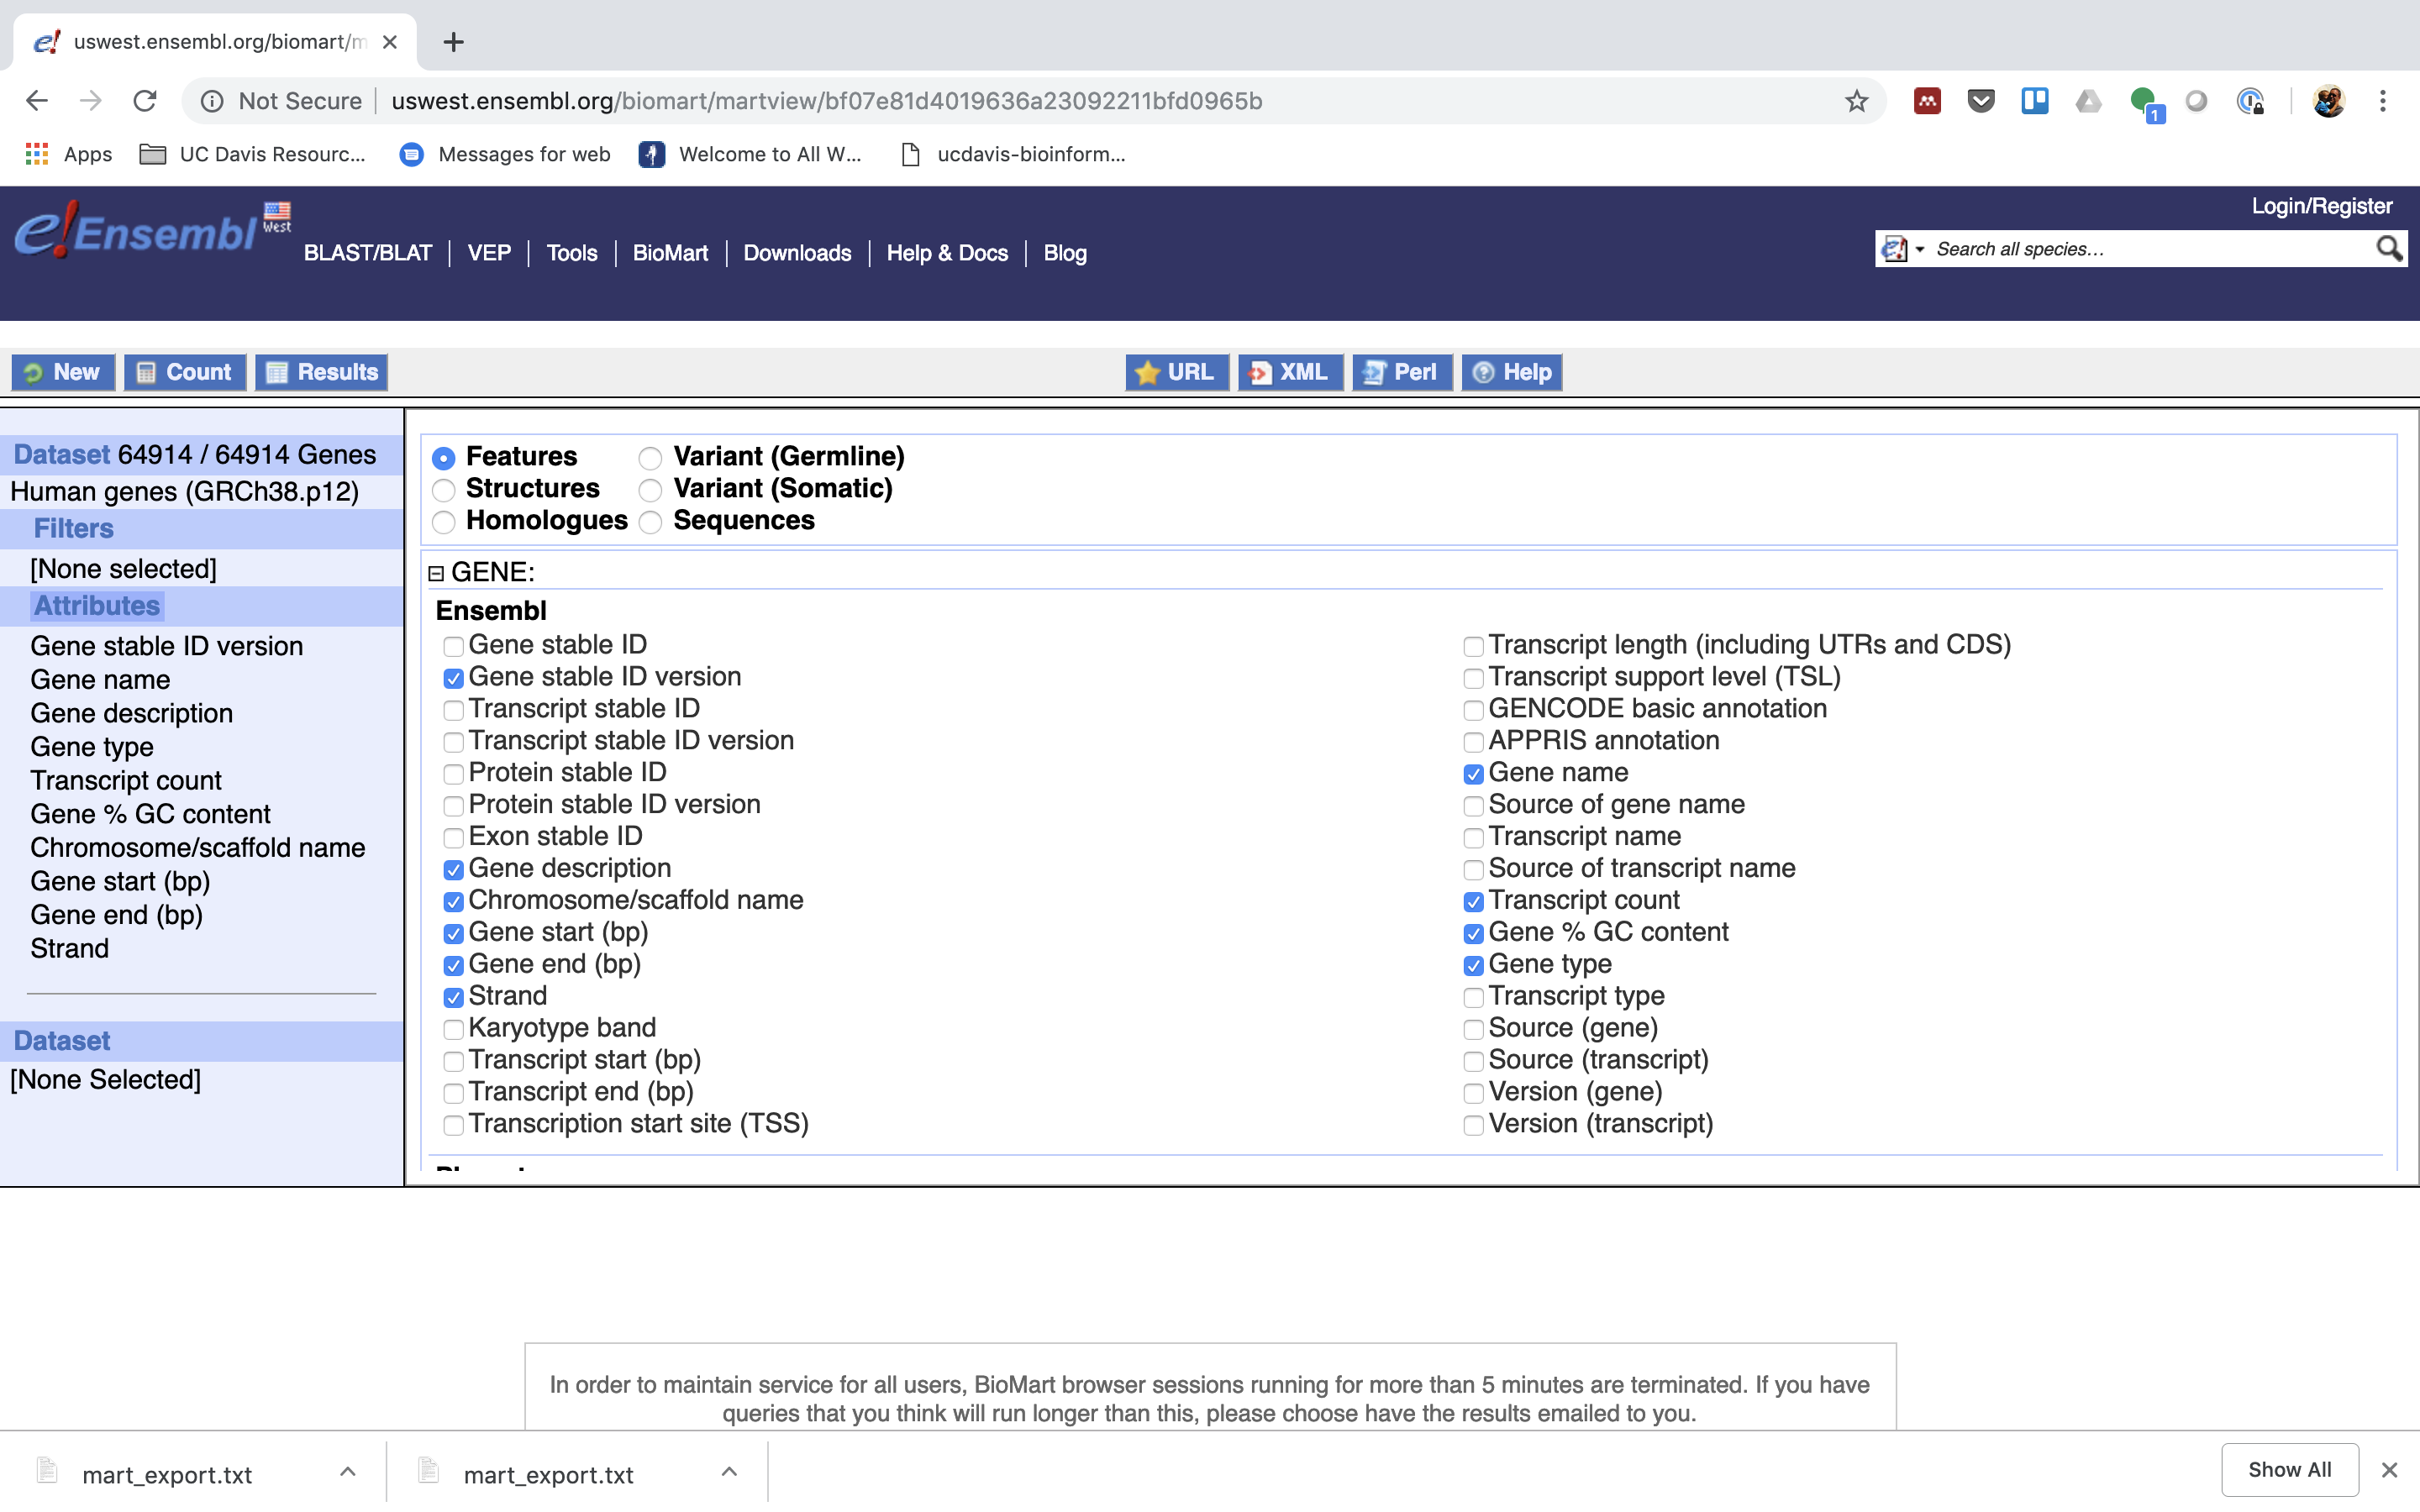 uswest.ensembl.org/biomart/m
Not Secure
uswest.ensembl.org/biomart/martview/bf07e81d4019636a23092211bfd0965b
1
Apps
UC Davis Resourc...
Messages for web
Welcome to All W...
ucdavis-bioinform...
e!Ensembl West
Login/Register
BLAST/BLAT | VEP | Tools | BioMart | Downloads | Help & Docs | Blog
Search all species...
New
Count
Results
URL
XML
Perl
Help
Dataset 64914 / 64914 Genes
Human genes (GRCh38.p12)
Filters
[None selected]
Attributes
Gene stable ID version
Gene name
Gene description
Gene type
Transcript count
Gene % GC content
Chromosome/scaffold name
Gene start (bp)
Gene end (bp)
Strand
Dataset
[None Selected]
Features
Variant (Germline)
Structures
Variant (Somatic)
Homologues
Sequences
GENE:
Ensembl
Gene stable ID
Gene stable ID version
Transcript stable ID
Transcript stable ID version
Protein stable ID
Protein stable ID version
Exon stable ID
Gene description
Chromosome/scaffold name
Gene start (bp)
Gene end (bp)
Strand
Karyotype band
Transcript start (bp)
Transcript end (bp)
Transcription start site (TSS)
Transcript length (including UTRs and CDS)
Transcript support level (TSL)
GENCODE basic annotation
APPRIS annotation
Gene name
Source of gene name
Transcript name
Source of transcript name
Transcript count
Gene % GC content
Gene type
Transcript type
Source (gene)
Source (transcript)
Version (gene)
Version (transcript)
In order to maintain service for all users, BioMart browser sessions running for more than 5 minutes are terminated. If you have
queries that you think will run longer than this, please choose have the results emailed to you.
mart_export.txt
mart_export.txt
Show All